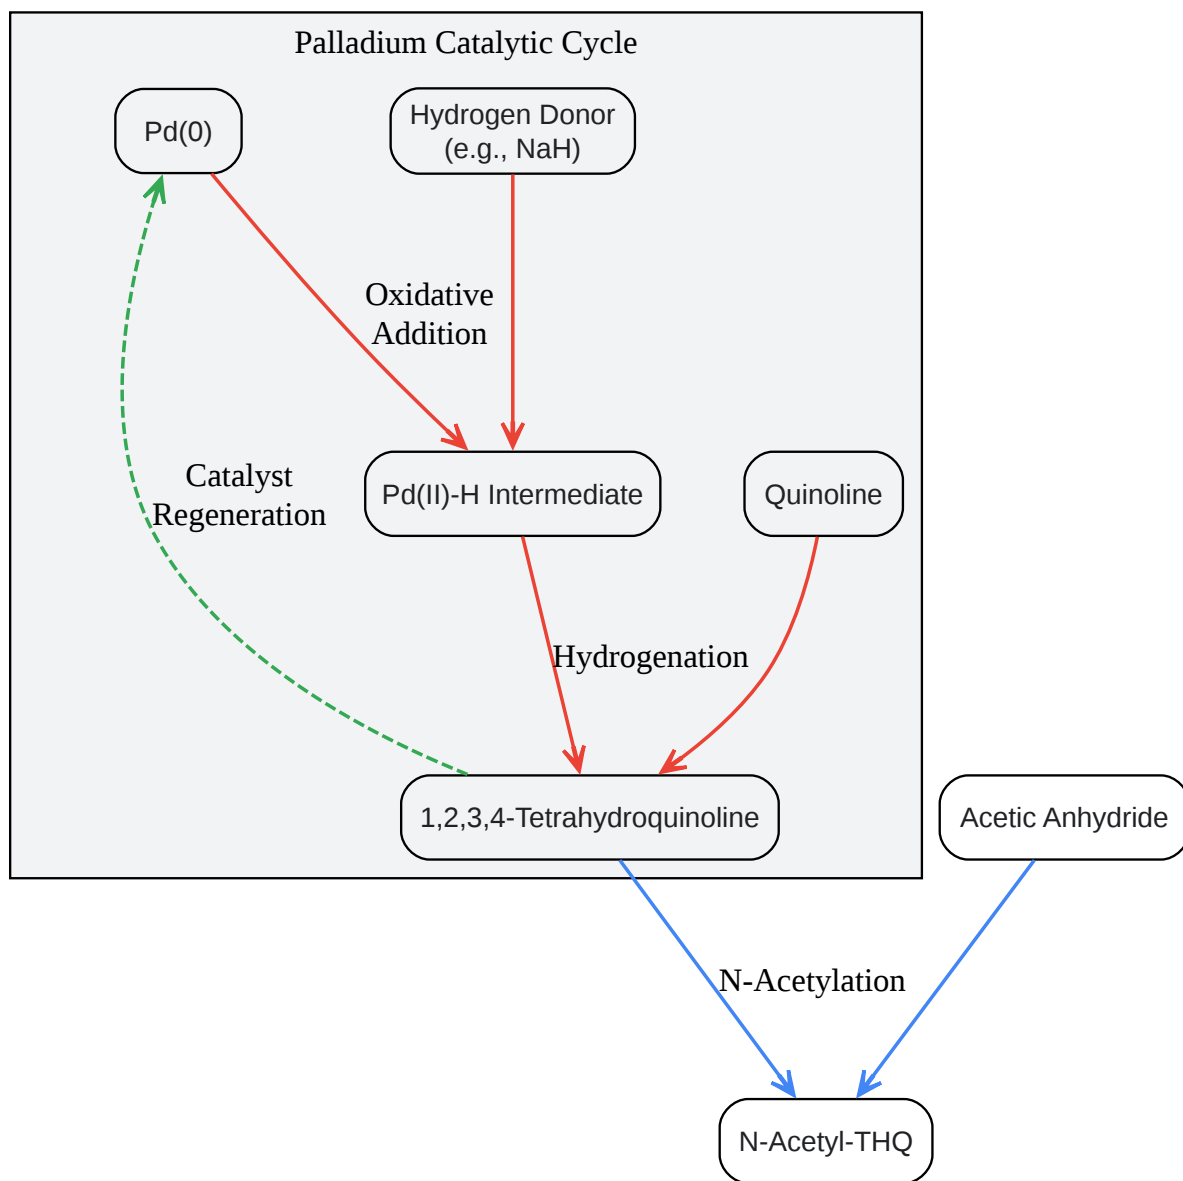 Palladium Catalytic Cycle
Pd(0)
Hydrogen Donor
(e.g., NaH)
Oxidative
Addition
Catalyst
Regeneration
Pd(II)-H Intermediate
Quinoline
Hydrogenation
1,2,3,4-Tetrahydroquinoline
Acetic Anhydride
N-Acetylation
N-Acetyl-THQ